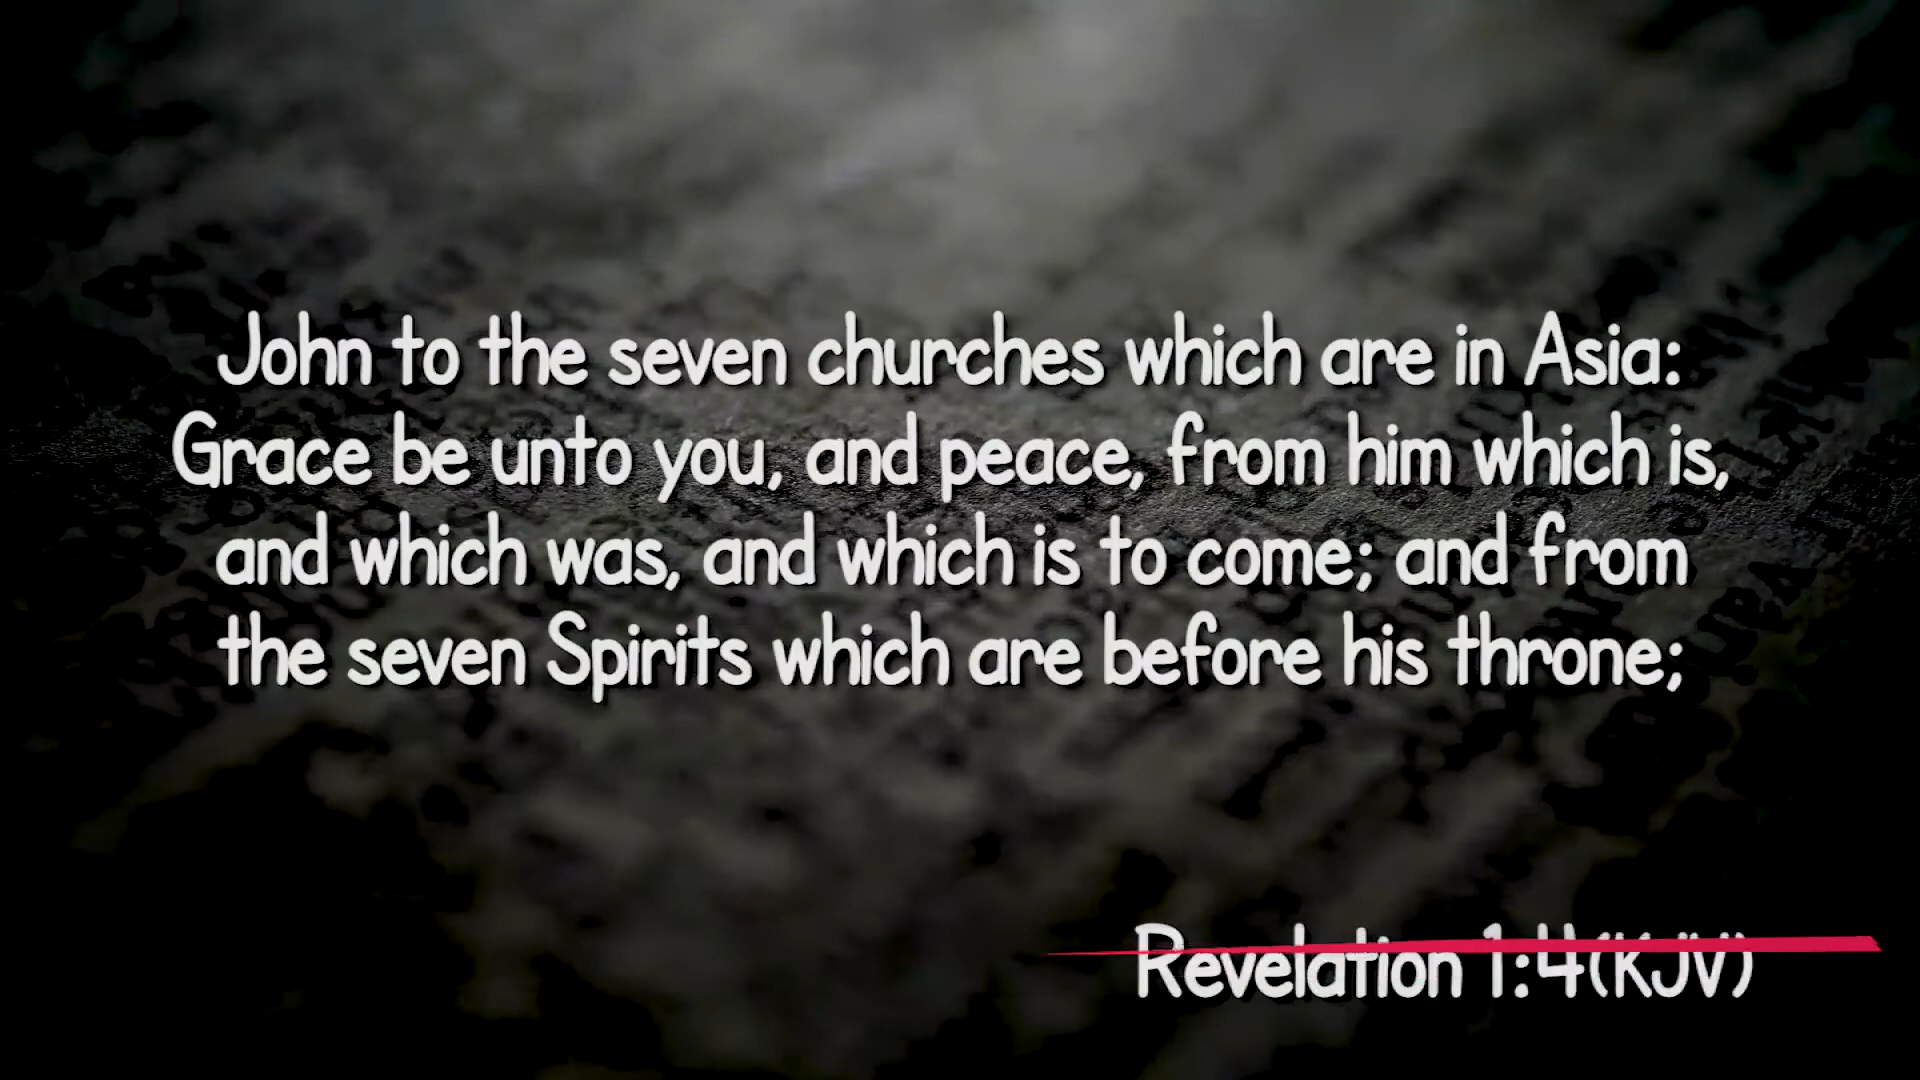 John to the seven churches which are in Asia:
Grace be unto you, and peace, from him which is,
and which was, and which is to come; and from
the seven Spirits which are before his throne;
Revelation 1:4(KJV)